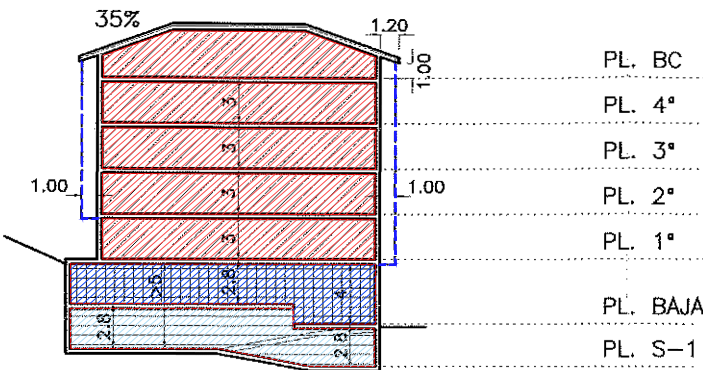 35%
1.20
1.00
PL. BC
3
PL. 4ª
3
PL. 3ª
1,00
3
1.00
PL. 2ª
3
PL. 1ª
>5
2.8
4
PL. BAJA
2.8
2.8
PL. S-1